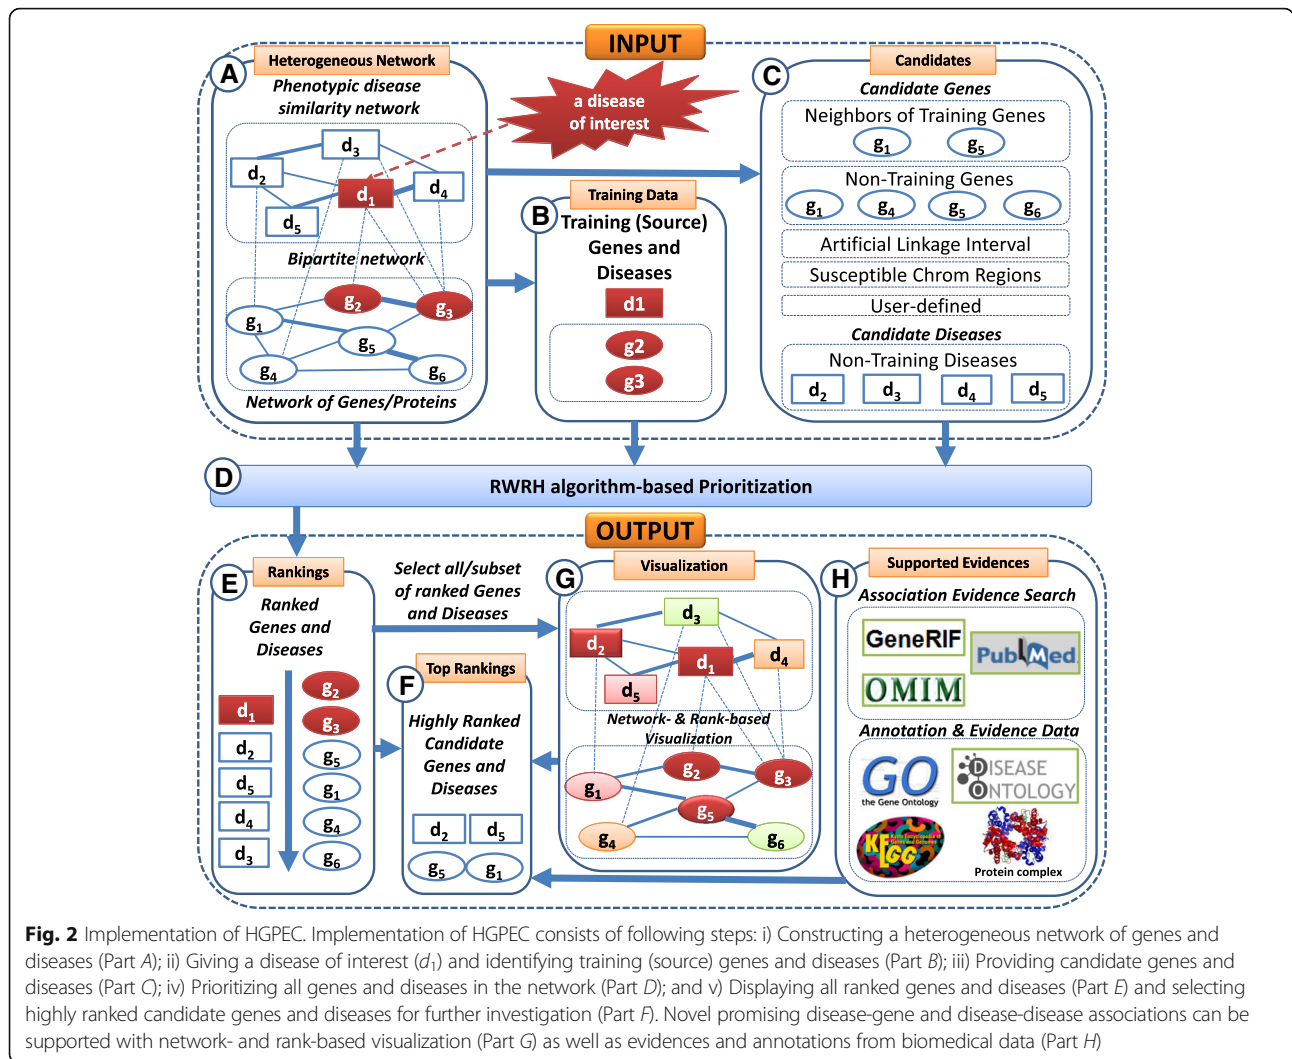 INPUT
A
Heterogeneous Network
Phenotypic disease
similarity network
d3
d2
d1
d4
d5
Bipartite network
g2
g3
g1
g5
g4
g6
Network of Genes/Proteins
a disease
of interest
B
Training Data
Training (Source)
Genes and
Diseases
d1
g2
g3
C
Candidates
Candidate Genes
Neighbors of Training Genes
g1 g5
Non-Training Genes
g1 g4 g5 g6
Artificial Linkage Interval
Susceptible Chrom Regions
User-defined
Candidate Diseases
Non-Training Diseases
d2 d3 d4 d5
D
RWRH algorithm-based Prioritization
OUTPUT
E
Rankings
Ranked
Genes and
Diseases
d1
d2
d5
d4
d3
g2
g3
g5
g1
g4
g6
Select all/subset
of ranked Genes
and Diseases
F
Top Rankings
Highly Ranked
Candidate
Genes and
Diseases
d2 d5
g5 g1
G
Visualization
d3
d2
d1
d4
d5
Network- & Rank-based
Visualization
g2
g3
g1
g5
g4
g6
H
Supported Evidences
Association Evidence Search
GeneRIF
PubMed
OMIM
Annotation & Evidence Data
GO
the Gene Ontology
DISEASE
ONTOLOGY
KEGG
Protein complex
Fig. 2 Implementation of HGPEC. Implementation of HGPEC consists of following steps: i) Constructing a heterogeneous network of genes and
diseases (Part A); ii) Giving a disease of interest (d1) and identifying training (source) genes and diseases (Part B); iii) Providing candidate genes and
diseases (Part C); iv) Prioritizing all genes and diseases in the network (Part D); and v) Displaying all ranked genes and diseases (Part E) and selecting
highly ranked candidate genes and diseases for further investigation (Part F). Novel promising disease-gene and disease-disease associations can be
supported with network- and rank-based visualization (Part G) as well as evidences and annotations from biomedical data (Part H)